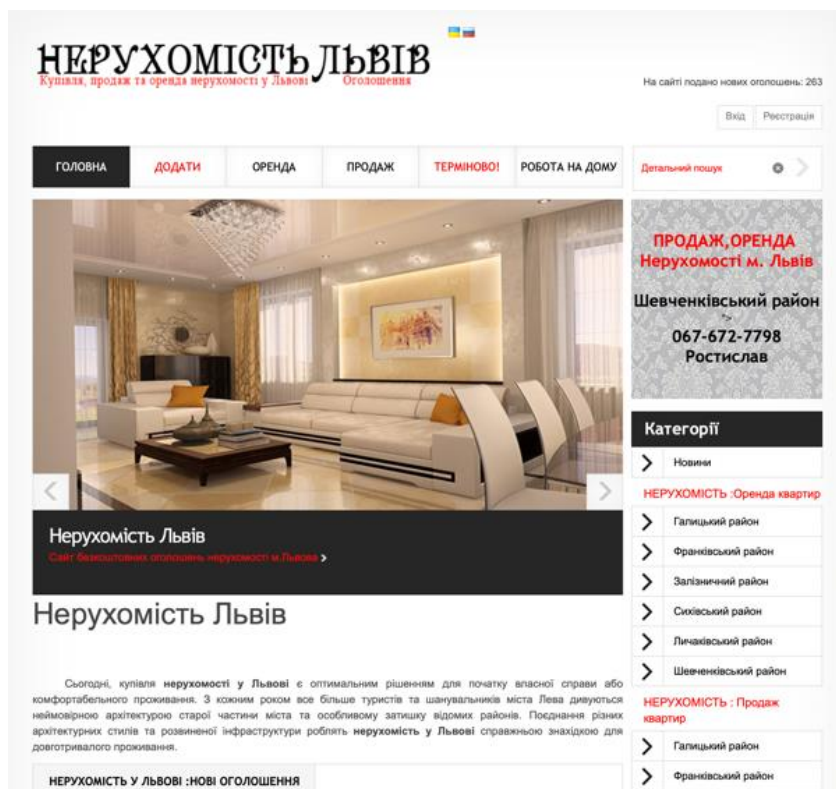 НЕРУХОМІСТЬ ЛЬВІВ
Купівля, продаж та оренда нерухомості у Львові Оголошення
На сайті подано нових оголошень: 263
Вхід Реєстрація
ГОЛОВНА ДОДАТИ ОРЕНДА ПРОДАЖ ТЕРМІНОВО! РОБОТА НА ДОМУ
Детальний пошук
ПРОДАЖ,ОРЕНДА
Нерухомості м. Львів
Шевченківський район
">
067-672-7798
Ростислав
Нерухомість Львів
Сайт безкоштовних оголошень нерухомості м.Львова
Нерухомість Львів
Сьогодні, купівля нерухомості у Львові є оптимальним рішенням для початку власної справи або
комфортабельного проживання. З кожним роком все більше туристів та шанувальників міста Лева дивуються
неймовірною архітектурою старої частини міста та особливому затишку відомих районів. Поєднання різних
архітектурних стилів та розвиненої інфраструктури роблять нерухомість у Львові справжньою знахідкою для
довготривалого проживання.
НЕРУХОМІСТЬ У ЛЬВОВІ :НОВІ ОГОЛОШЕННЯ
Категорії
Новини
НЕРУХОМІСТЬ :Оренда квартир
Галицький район
Франківський район
Залізничний район
Сихівський район
Личаківський район
Шевченківський район
НЕРУХОМІСТЬ : Продаж
квартир
Галицький район
Франківський район